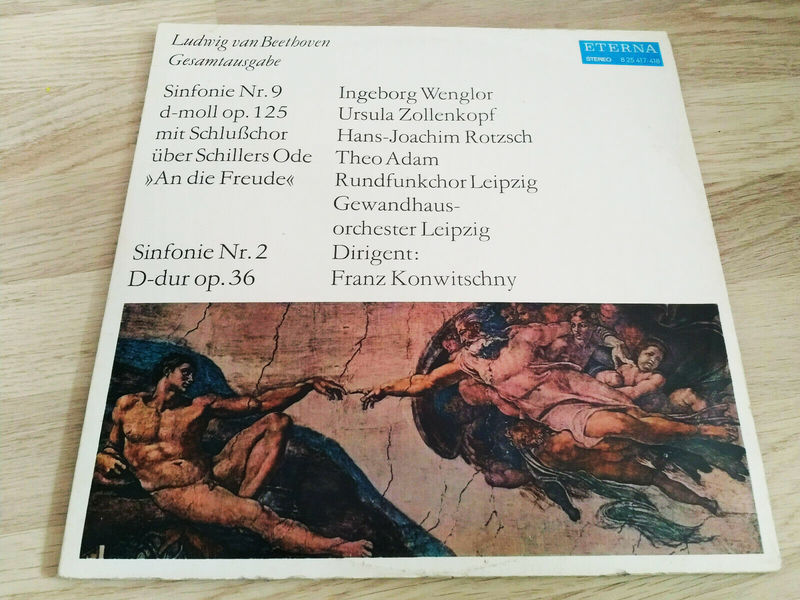 Ludwig van Beethoven
Gesamtausgabe
ETERNA
STEREO 8 25 417-418
Sinfonie Nr. 9
d-moll op. 125
mit Schlußchor
über Schillers Ode
»An die Freude«
Sinfonie Nr. 2
D-dur op. 36
Ingeborg Wenglor
Ursula Zollenkopf
Hans-Joachim Rotzsch
Theo Adam
Rundfunkchor Leipzig
Gewandhaus-
orchester Leipzig
Dirigent:
Franz Konwitschny